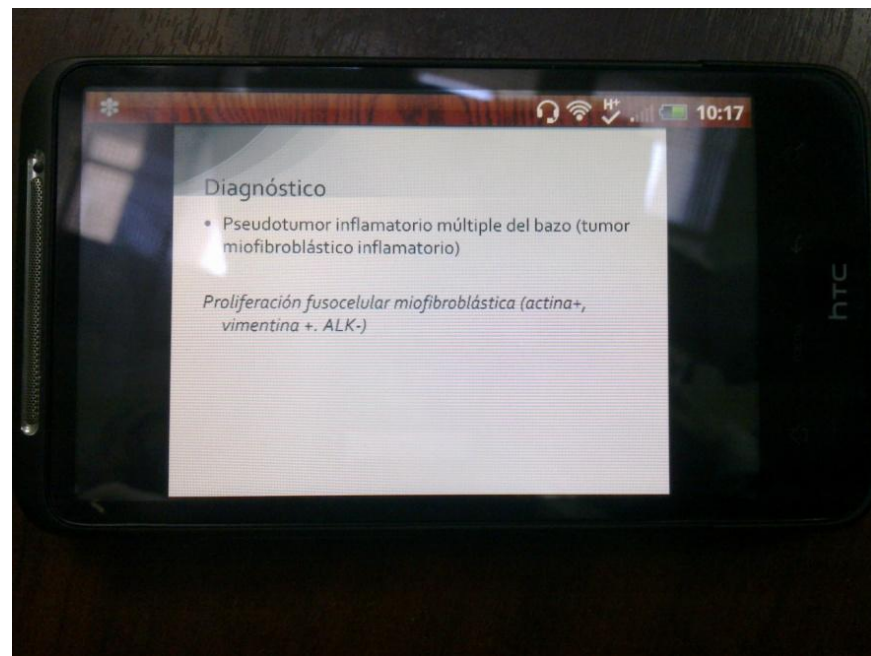 H+
10:17
Diagnóstico
• Pseudotumor inflamatorio múltiple del bazo (tumor
miofibroblástico inflamatorio)
Proliferación fusocelular miofibroblástica (actina+,
vimentina +. ALK-)
hTC